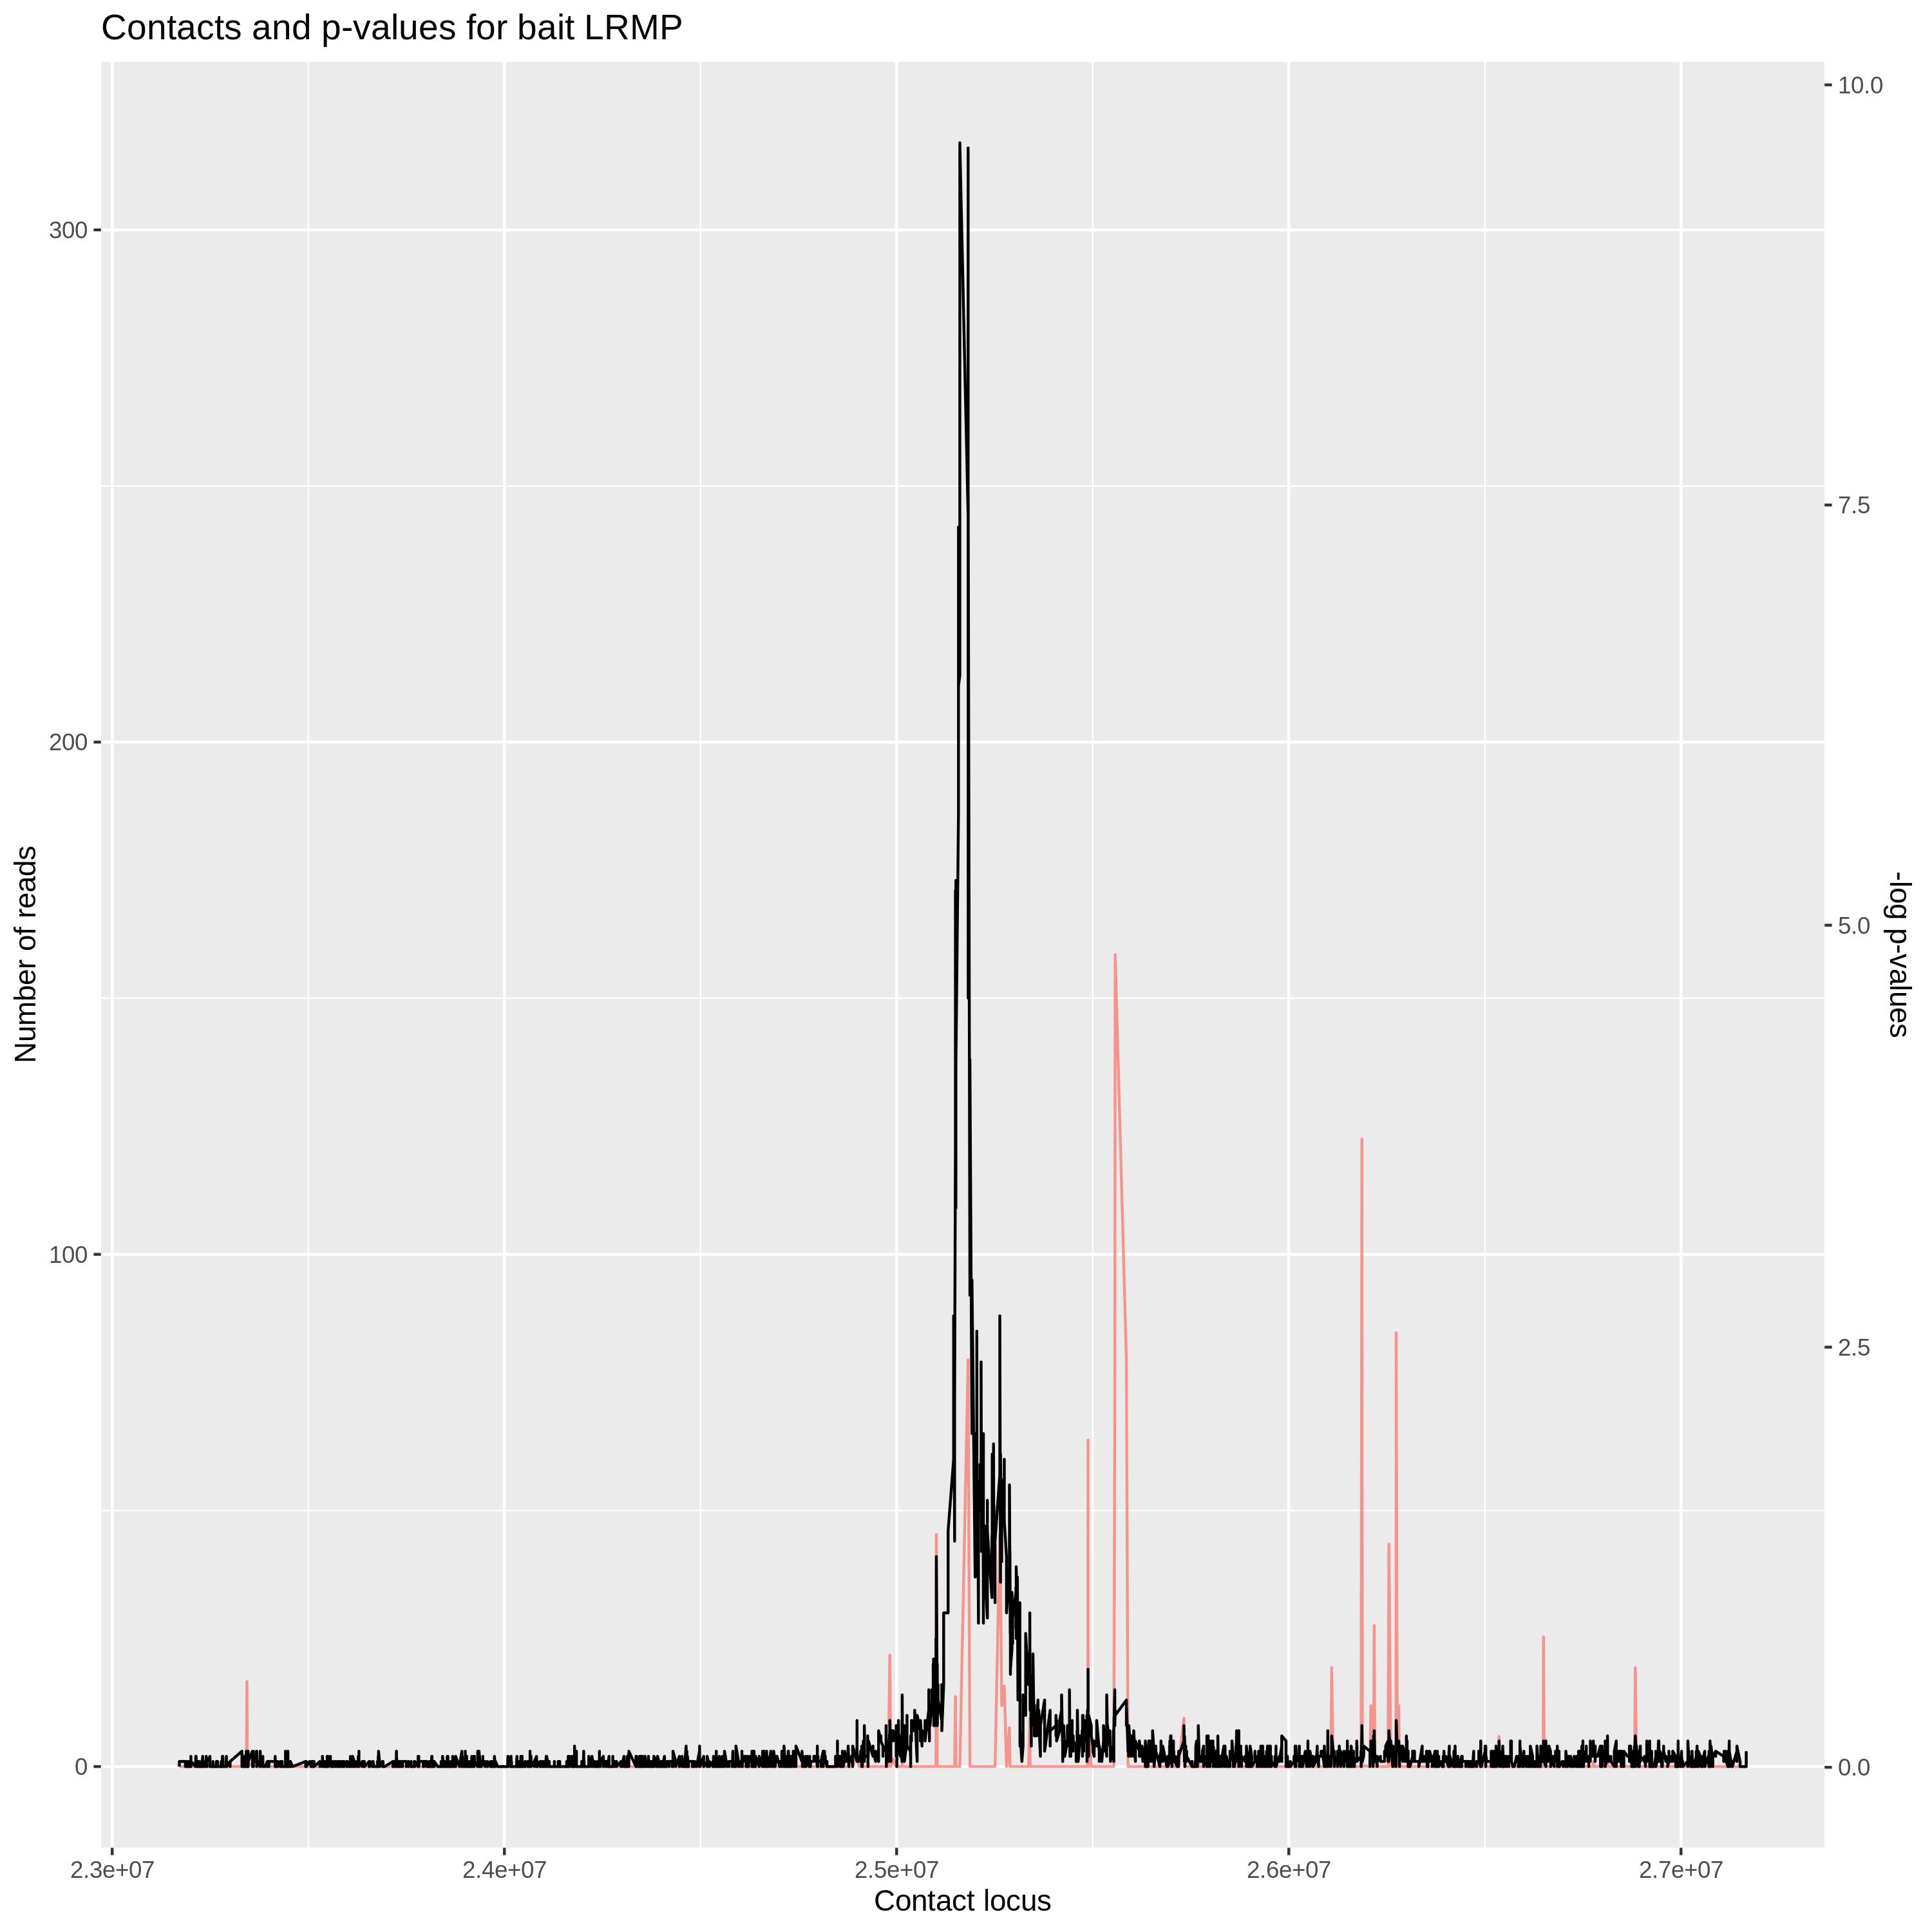 Contacts and p-values for bait LRMP
Number of reads
300
200
100
0
10.0
7.5
5.0
2.5
0.0
-log p-values
2.3e+07
2.4e+07
2.5e+07
2.6e+07
2.7e+07
Contact locus